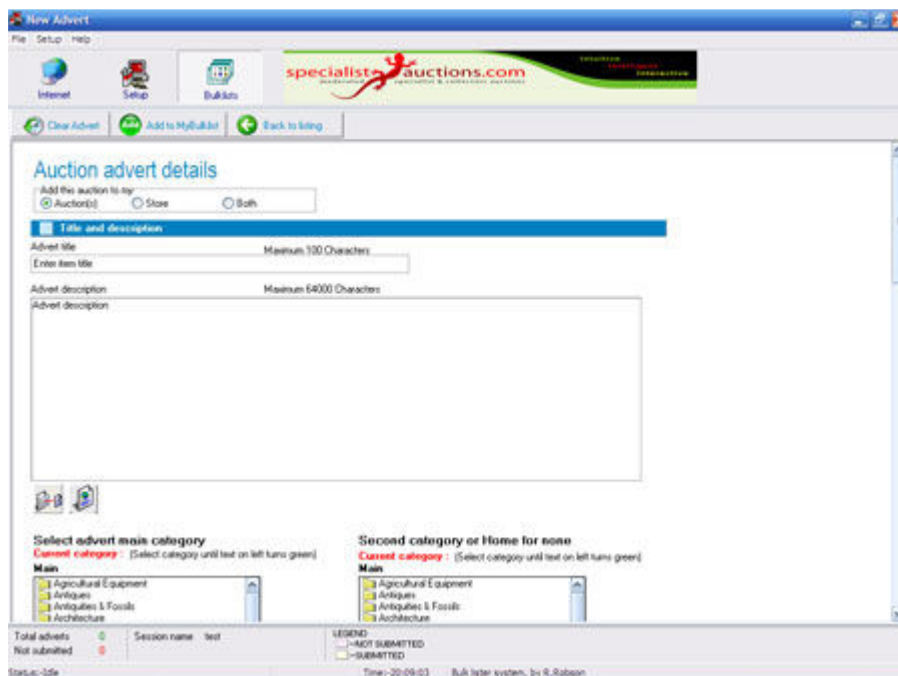 New Advert
File Setup Help
Internet Setup Bulklists
specialist auctions.com
Intuitive
Intelligent
Interactive
Clear Advert Add to MyBulklist Back to listing
Auction advert details
Add this auction to my
Auction(s) Store Both
Title and description
Advert title Maximum 100 Characters
Enter item title
Advert description Maximum 64000 Characters
Advert description
Select advert main category Second category or Home for none
Current category : (Select category until text on left turns green) Current category : (Select category until text on left turns green)
Main Main
Agricultural Equipment Agricultural Equipment
Antiques Antiques
Antiquities & Fossils Antiquities & Fossils
Architecture Architecture
Total adverts 0 Session name test LEGEND
Not submitted 0 =NOT SUBMITTED
=SUBMITTED
Status:-Idle Time:-20:09:03 Bulk lister system, by R.Robson